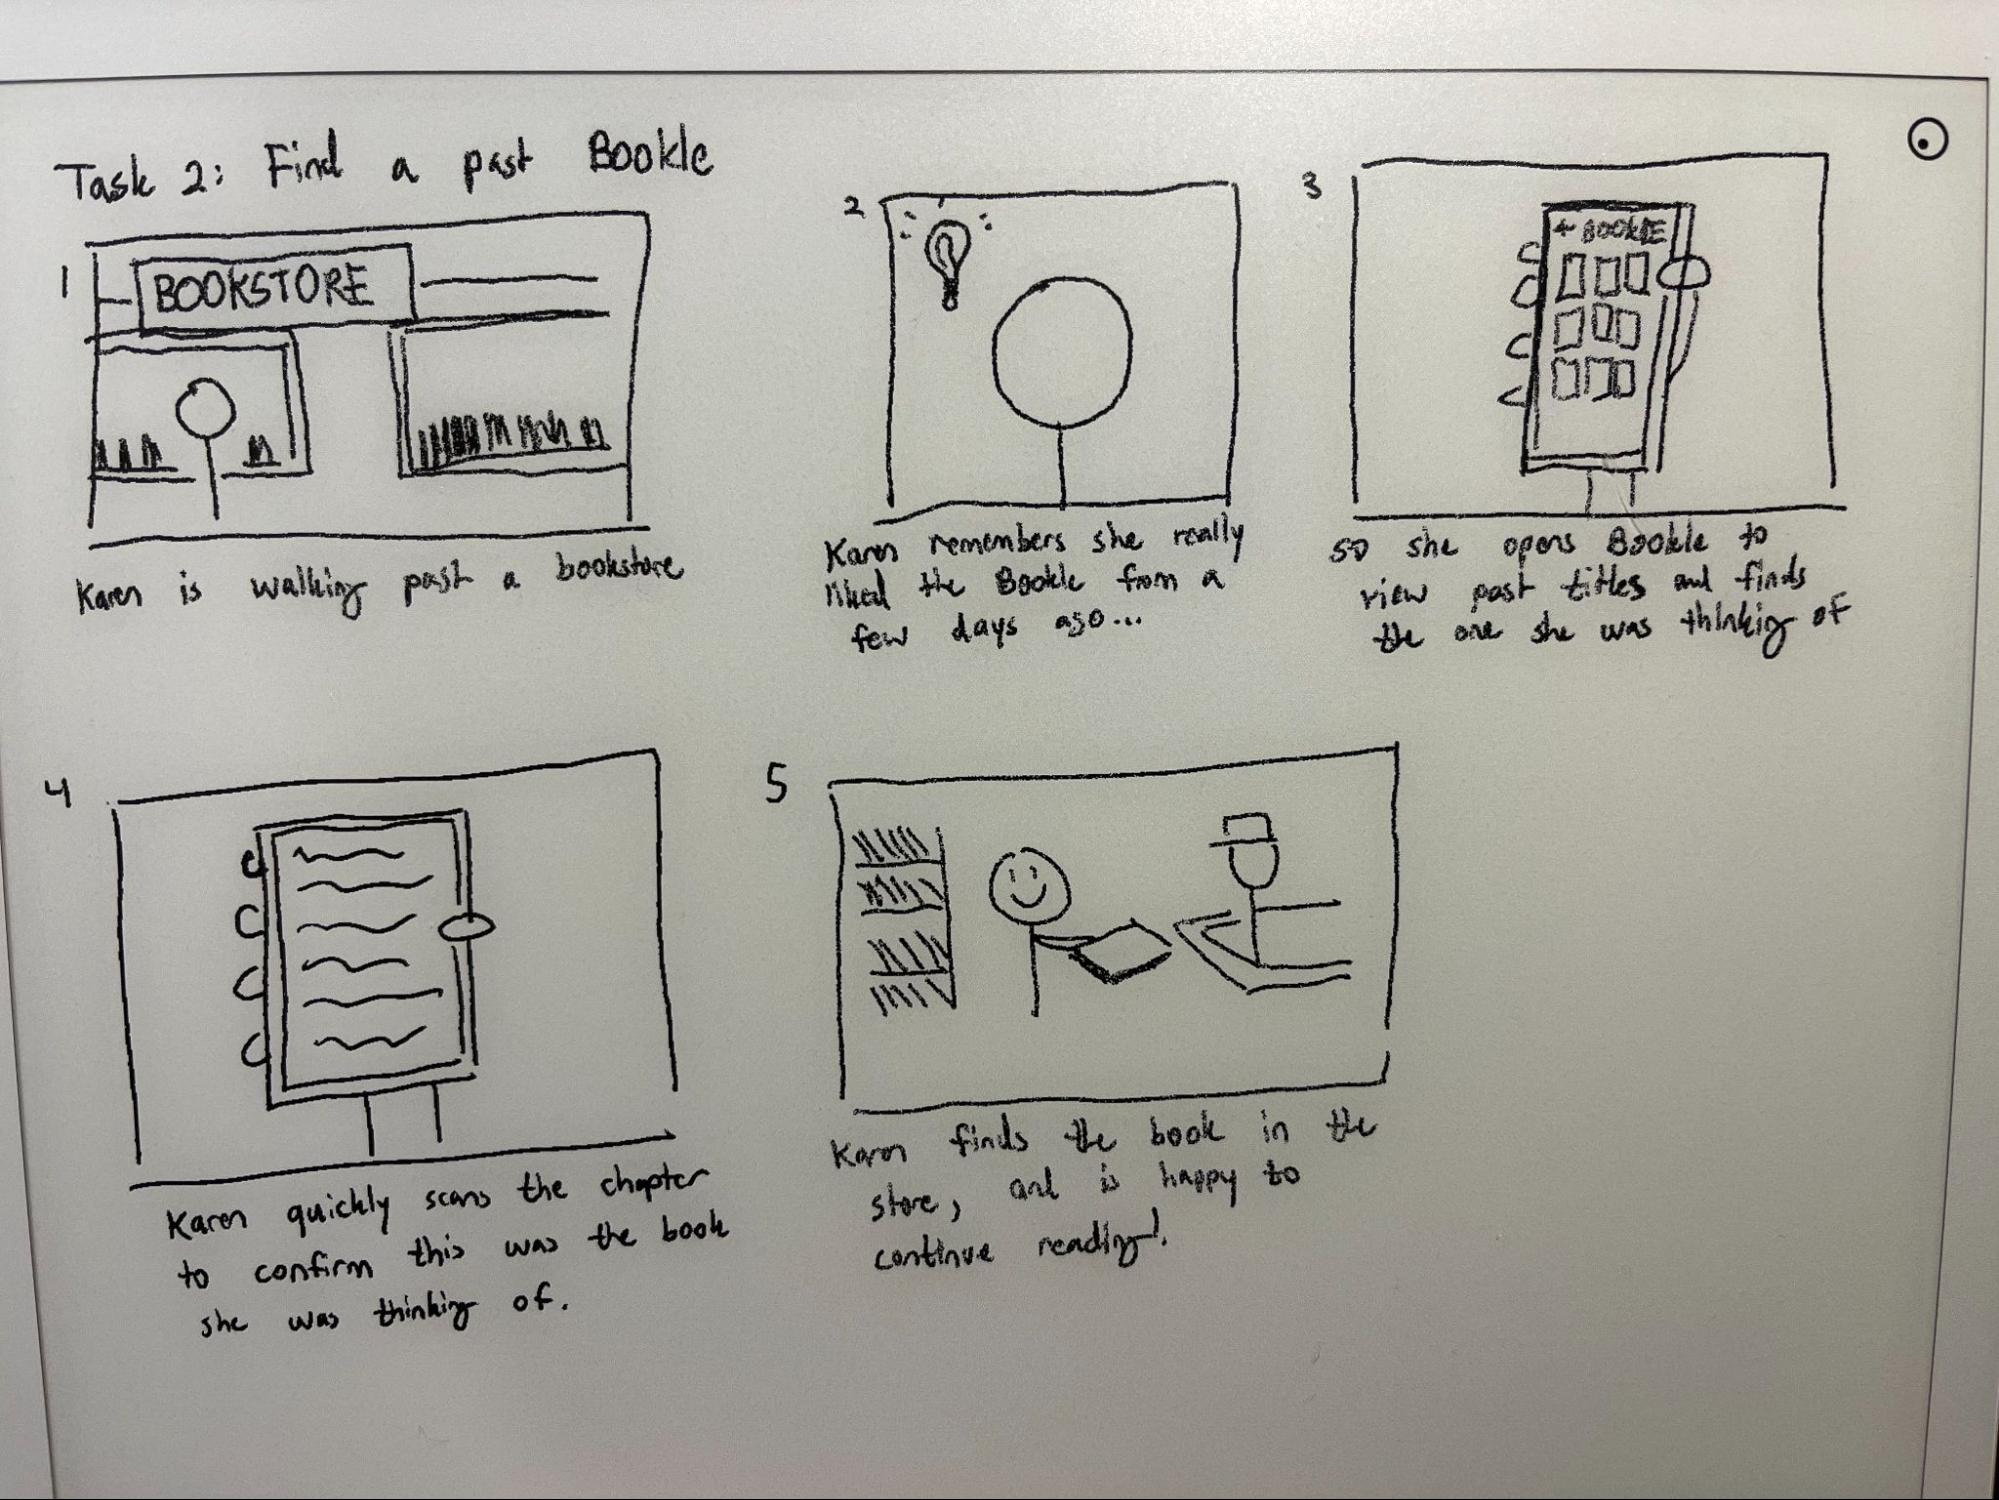 Task 2: Find a past Bookle
1
BOOKSTORE
Karen is walking past a bookstore
2
Karen remembers she really
liked the Bookle from a
few days ago...
3
← BOOKLE
so she opens Bookle to
view past titles and finds
the one she was thinking of
4
Karen quickly scans the chapter
to confirm this was the book
she was thinking of.
5
Karen finds the book in the
store, and is happy to
continue reading!